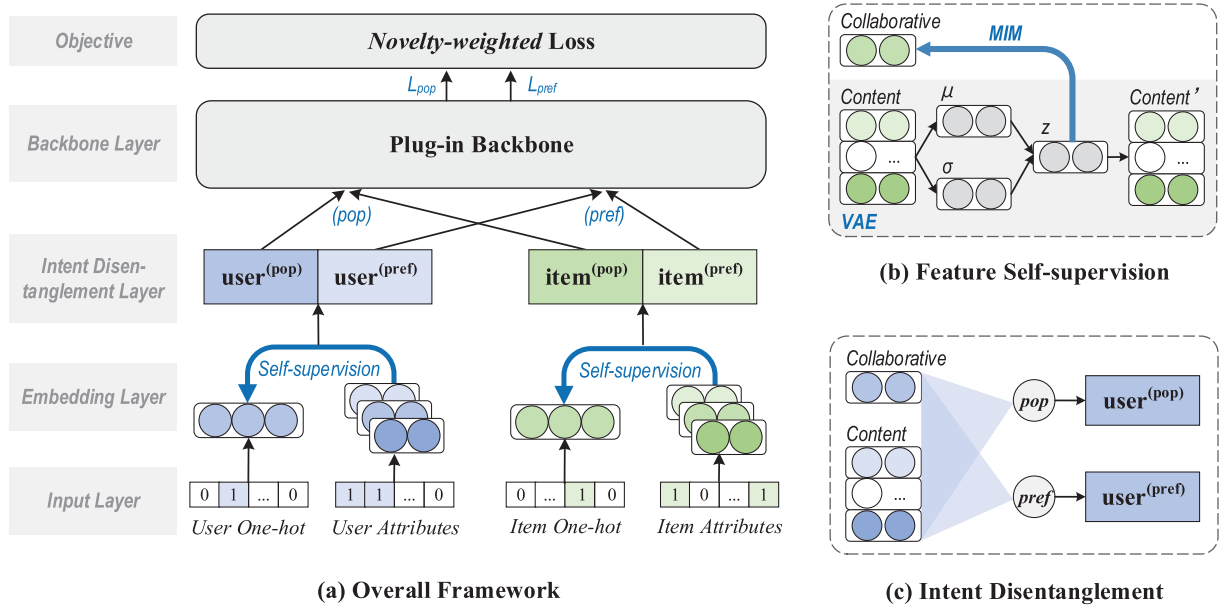 Objective
Novelty-weighted Loss
L_pop
L_pref
Backbone Layer
Plug-in Backbone
(pop)
(pref)
Intent Disen-
tanglement Layer
user(pop)
user(pref)
item(pop)
item(pref)
Embedding Layer
Self-supervision
Self-supervision
Input Layer
0 1 ... 0
1 1 ... 0
0 ... 1 0
1 0 ... 1
User One-hot
User Attributes
Item One-hot
Item Attributes
(a) Overall Framework
Collaborative
MIM
Content
μ
z
Content’
...
σ
...
VAE
(b) Feature Self-supervision
Collaborative
pop
user(pop)
Content
...
pref
user(pref)
(c) Intent Disentanglement